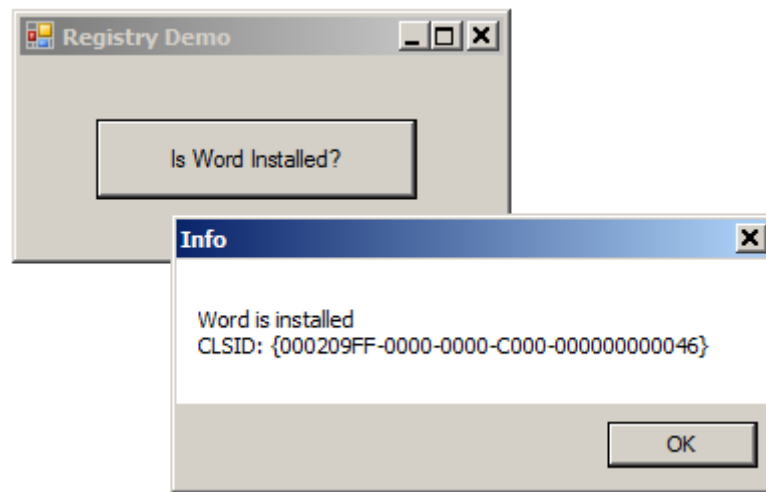 Registry Demo
Is Word Installed?
Info
Word is installed
CLSID: {000209FF-0000-0000-C000-000000000046}
OK